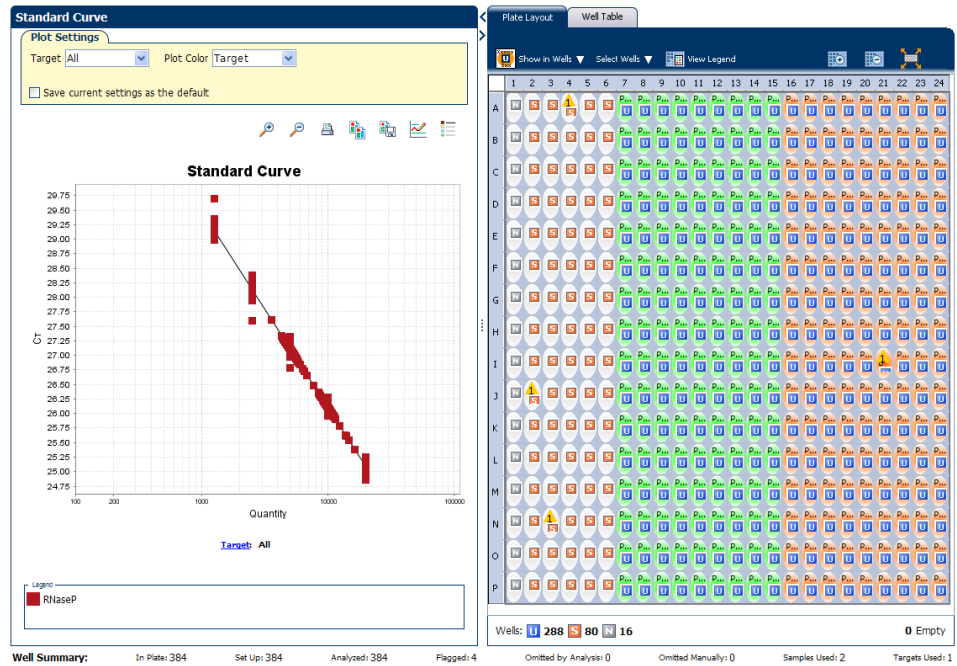 Standard Curve
Plot Settings
Target All Plot Color Target
Save current settings as the default
Standard Curve
29.75
29.50
29.25
29.00
28.75
28.50
28.25
28.00
27.75
27.50
27.25
27.00
26.75
26.50
26.25
26.00
25.75
25.50
25.25
25.00
24.75
CT
100 200 1000 10000 100000
Quantity
Target: All
Legend
RNaseP
Plate Layout Well Table
Show in Wells ▼ Select Wells ▼ View Legend
1 2 3 4 5 6 7 8 9 10 11 12 13 14 15 16 17 18 19 20 21 22 23 24
A N S S 1 S S S P... P... P... P... P... P... P... P... P... P... P... P... P... P... P... P... P... P...
U U U U U U U U U U U U U U U U U U
B N S S S S S P... P... P... P... P... P... P... P... P... P... P... P... P... P... P... P... P... P...
U U U U U U U U U U U U U U U U U U
C N S S S S S P... P... P... P... P... P... P... P... P... P... P... P... P... P... P... P... P... P...
U U U U U U U U U U U U U U U U U U
D N S S S S S P... P... P... P... P... P... P... P... P... P... P... P... P... P... P... P... P... P...
U U U U U U U U U U U U U U U U U U
E N S S S S S P... P... P... P... P... P... P... P... P... P... P... P... P... P... P... P... P... P...
U U U U U U U U U U U U U U U U U U
F N S S S S S P... P... P... P... P... P... P... P... P... P... P... P... P... P... P... P... P... P...
U U U U U U U U U U U U U U U U U U
G N S S S S S P... P... P... P... P... P... P... P... P... P... P... P... P... P... P... P... P... P...
U U U U U U U U U U U U U U U U U U
H N S S S S S P... P... P... P... P... P... P... P... P... P... P... P... P... P... P... P... P... P...
U U U U U U U U U U U U U U U U U U
I N S S S S S P... P... P... P... P... P... P... P... P... P... P... P... P... P... 1 P... P... P...
U U U U U U U U U U U U U U U U U
J N 1 S S S S S P... P... P... P... P... P... P... P... P... P... P... P... P... P... P... P... P... P...
U U U U U U U U U U U U U U U U U U
K N S S S S S P... P... P... P... P... P... P... P... P... P... P... P... P... P... P... P... P... P...
U U U U U U U U U U U U U U U U U U
L N S S S S S P... P... P... P... P... P... P... P... P... P... P... P... P... P... P... P... P... P...
U U U U U U U U U U U U U U U U U U
M N S S S S S P... P... P... P... P... P... P... P... P... P... P... P... P... P... P... P... P... P...
U U U U U U U U U U U U U U U U U U
N N S 1 S S S S P... P... P... P... P... P... P... P... P... P... P... P... P... P... P... P... P... P...
U U U U U U U U U U U U U U U U U U
O N S S S S S P... P... P... P... P... P... P... P... P... P... P... P... P... P... P... P... P... P...
U U U U U U U U U U U U U U U U U U
P N S S S S S P... P... P... P... P... P... P... P... P... P... P... P... P... P... P... P... P... P...
U U U U U U U U U U U U U U U U U U
Wells: U 288 S 80 N 16 0 Empty
Well Summary: In Plate: 384 Set Up: 384 Analyzed: 384 Flagged: 4 Omitted by Analysis: 0 Omitted Manually: 0 Samples Used: 2 Targets Used: 1